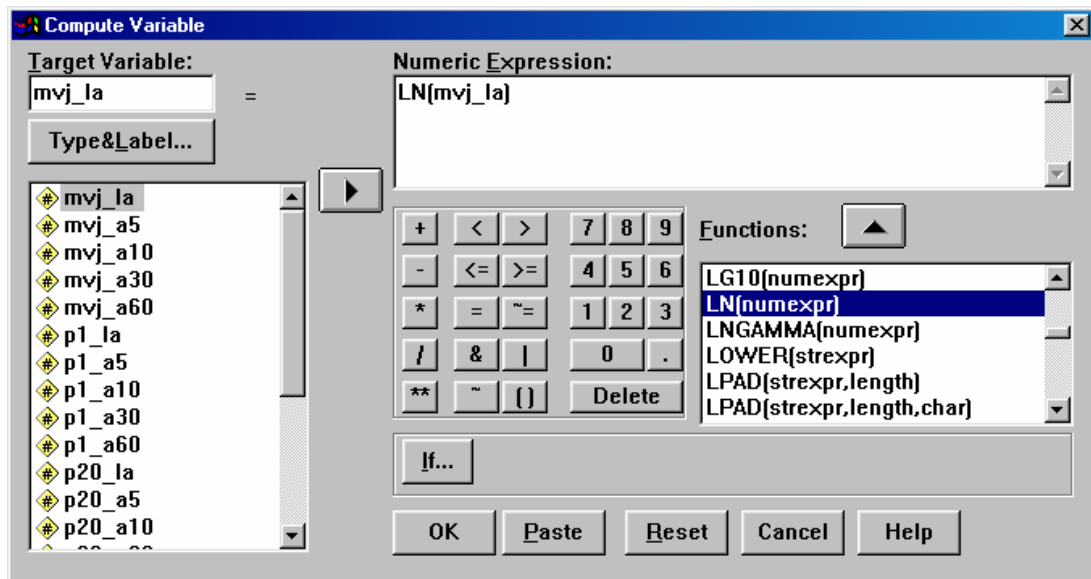 Compute Variable
Target Variable:
mvj_la
=
Type&Label...
Numeric Expression:
LN(mvj_la)
mvj_la
mvj_a5
mvj_a10
mvj_a30
mvj_a60
p1_la
p1_a5
p1_a10
p1_a30
p1_a60
p20_la
p20_a5
p20_a10
+ < > 7 8 9
- <= >= 4 5 6
* = ~= 1 2 3
/ & | 0 .
** ~ () Delete
Functions:
LG10(numexpr)
LN(numexpr)
LNGAMMA(numexpr)
LOWER(strexpr)
LPAD(strexpr,length)
LPAD(strexpr,length,char)
If...
OK Paste Reset Cancel Help